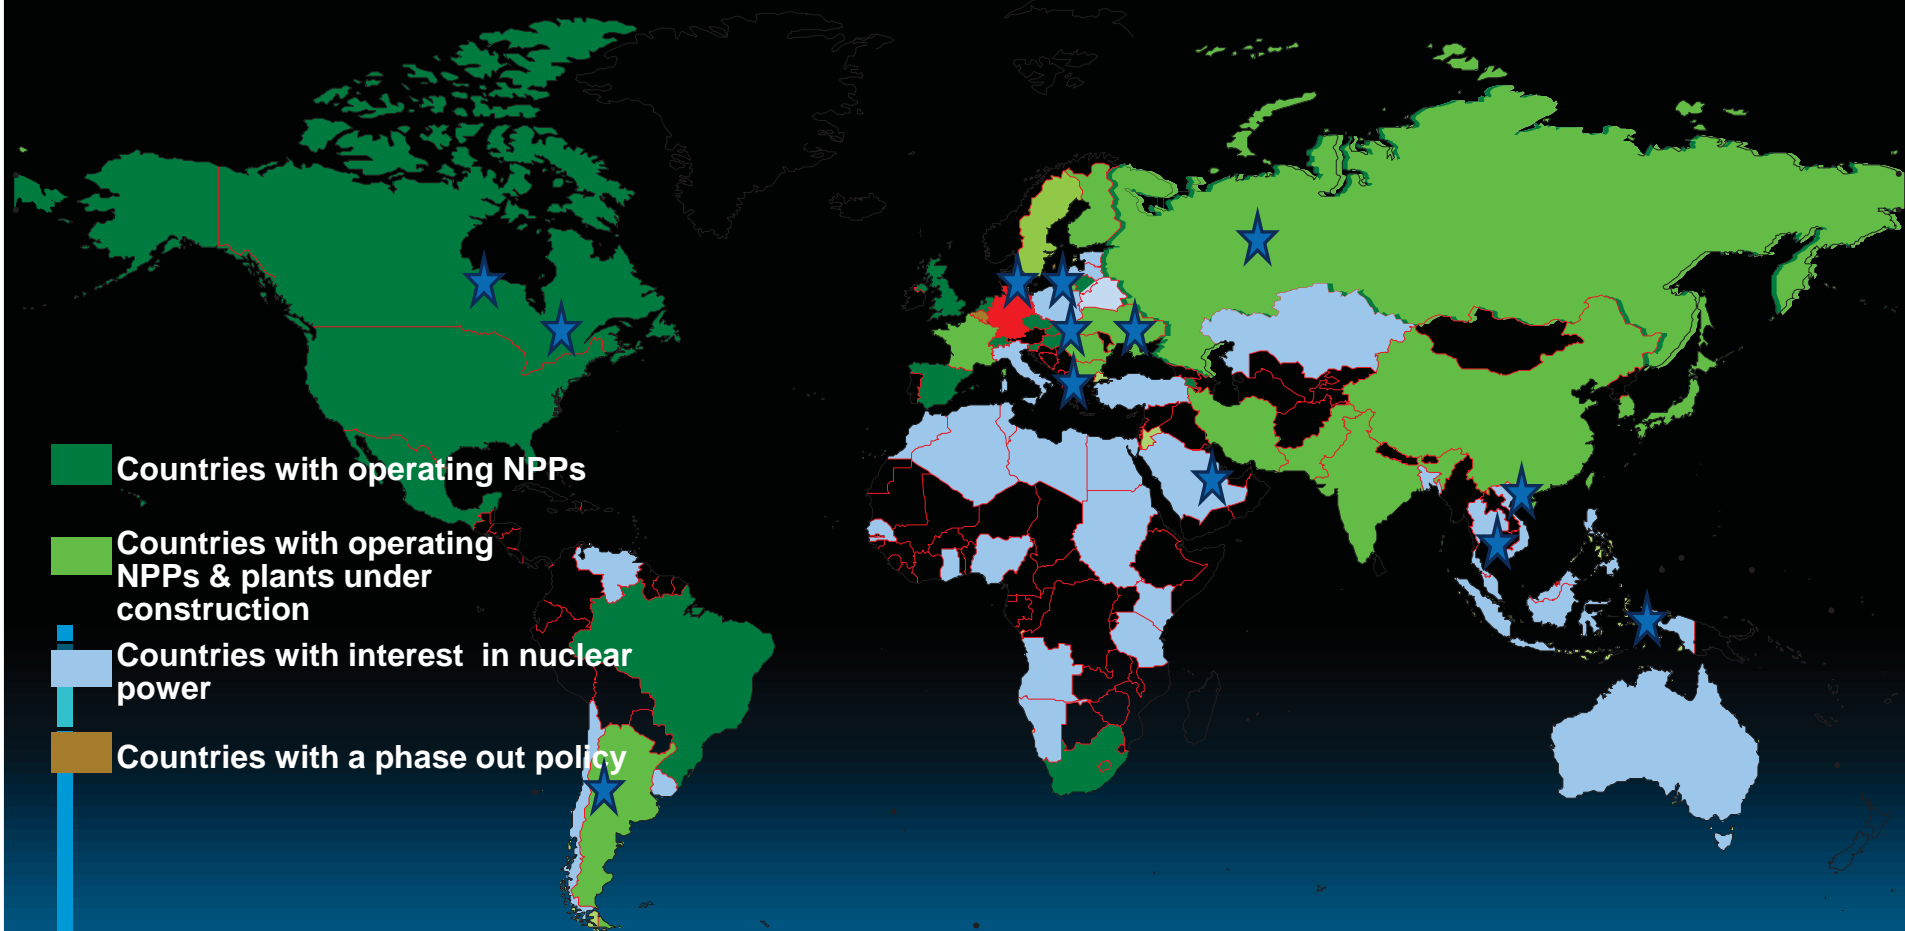 Countries with operating NPPs
Countries with operating
NPPs & plants under
construction
Countries with interest in nuclear
power
Countries with a phase out policy